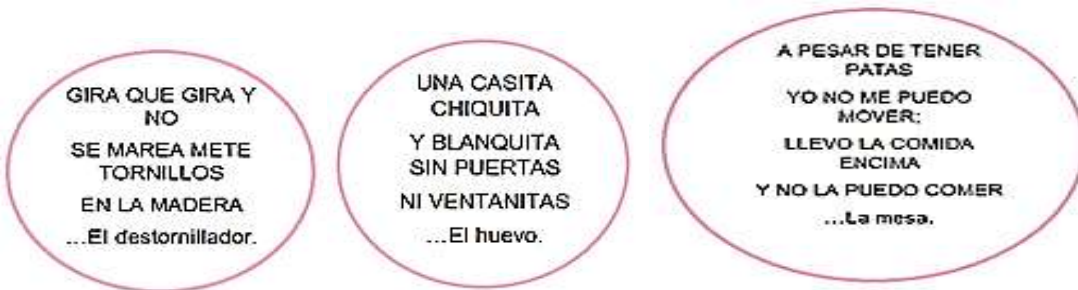 GIRA QUE GIRA Y
NO
SE MAREA METE
TORNILLOS
EN LA MADERA
...El destornillador.
UNA CASITA
CHIQUITA
Y BLANQUITA
SIN PUERTAS
NI VENTANITAS
...El huevo.
A PESAR DE TENER
PATAS
YO NO ME PUEDO
MOVER;
LLEVO LA COMIDA
ENCIMA
Y NO LA PUEDO COMER
...La mesa.